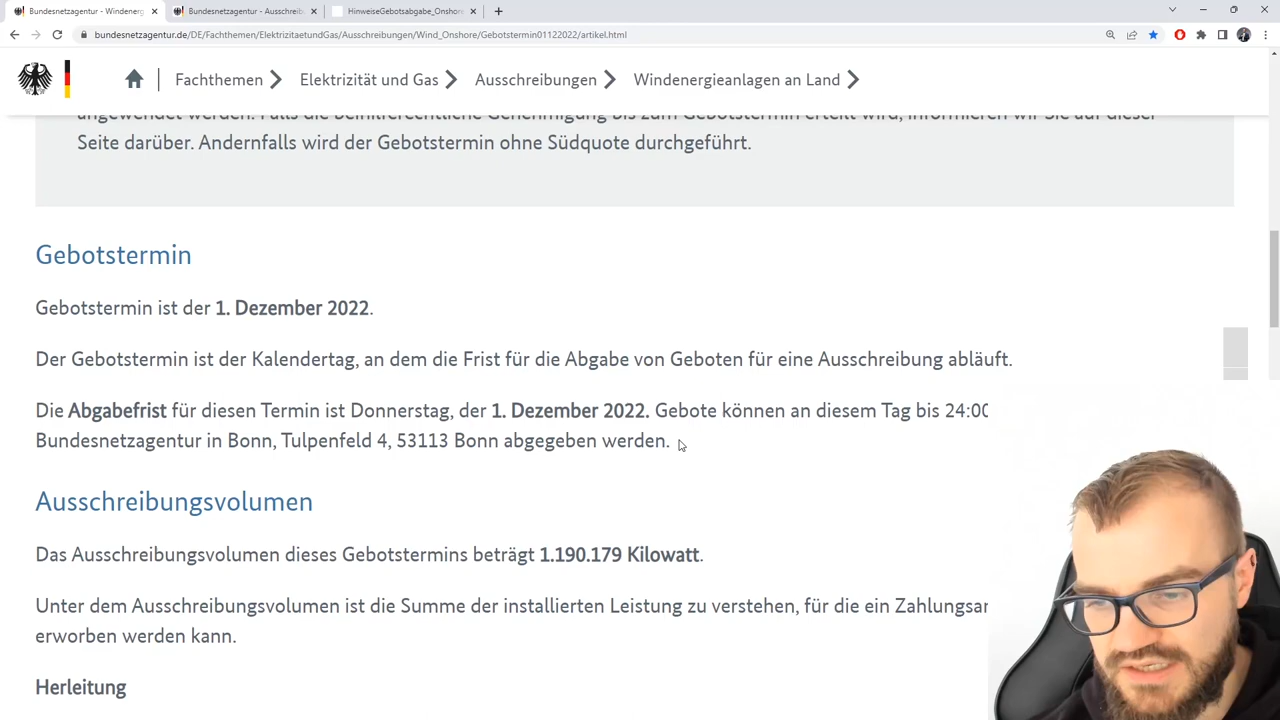 Bundesnetzagentur - Windenerg
Bundesnetzagentur - Ausschreib
HinweiseGebotsabgabe_Onshore
bundesnetzagentur.de/DE/Fachthemen/ElektrizitaetundGas/Ausschreibungen/Wind_Onshore/Gebotstermin01122022/artikel.html
Fachthemen Elektrizität und Gas Ausschreibungen Windenergieanlagen an Land
angewendet werden. Falls die beihilferechtliche Genehmigung bis zum Gebotstermin erteilt wird, informieren wir Sie auf dieser
Seite darüber. Andernfalls wird der Gebotstermin ohne Südquote durchgeführt.
Gebotstermin
Gebotstermin ist der 1. Dezember 2022.
Der Gebotstermin ist der Kalendertag, an dem die Frist für die Abgabe von Geboten für eine Ausschreibung abläuft.
Die Abgabefrist für diesen Termin ist Donnerstag, der 1. Dezember 2022. Gebote können an diesem Tag bis 24:00
Bundesnetzagentur in Bonn, Tulpenfeld 4, 53113 Bonn abgegeben werden.
Ausschreibungsvolumen
Das Ausschreibungsvolumen dieses Gebotstermins beträgt 1.190.179 Kilowatt.
Unter dem Ausschreibungsvolumen ist die Summe der installierten Leistung zu verstehen, für die ein Zahlungsan
erworben werden kann.
Herleitung